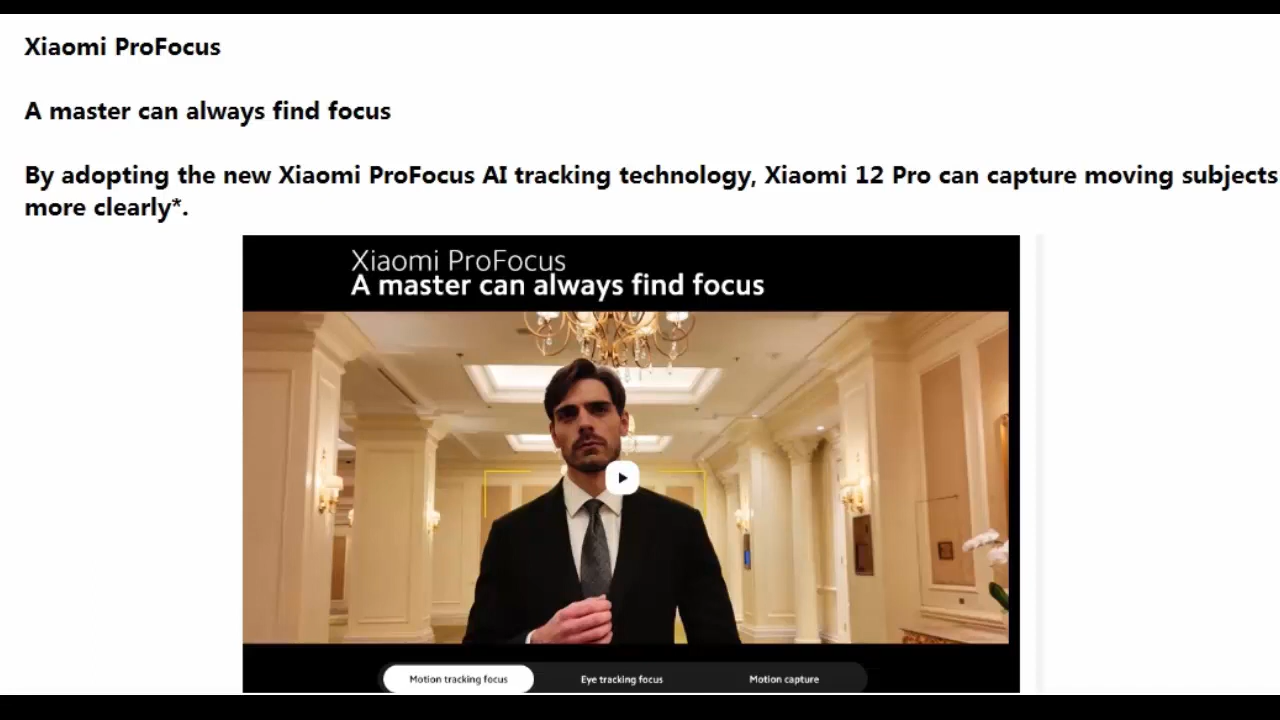 Xiaomi ProFocus
A master can always find focus
By adopting the new Xiaomi ProFocus AI tracking technology, Xiaomi 12 Pro can capture moving subjects
more clearly*.
Xiaomi ProFocus
A master can always find focus
Motion tracking focus
Eye tracking focus
Motion capture